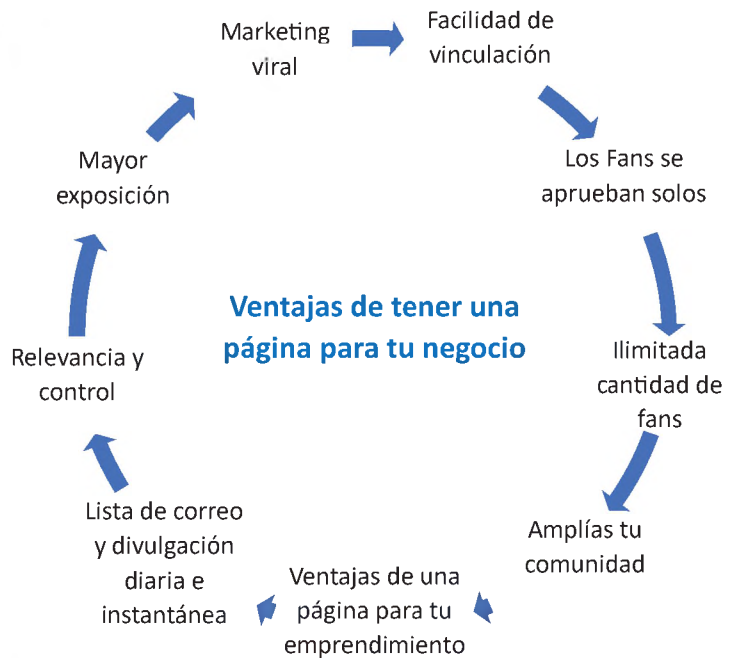 Marketing
viral
Facilidad de
vinculación
Los Fans se
aprueban solos
Ilimitada
cantidad de
fans
Amplías tu
comunidad
Ventajas de una
página para tu
emprendimiento
Lista de correo
y divulgación
diaria e
instantánea
Relevancia y
control
Mayor
exposición
Ventajas de tener una
página para tu negocio